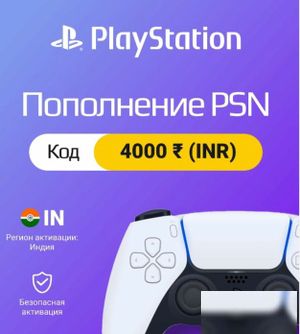 PlayStation
Пополнение PSN
Код 4000 ₹ (INR)
IN
Регион активации:
Индия
Безопасная
активация